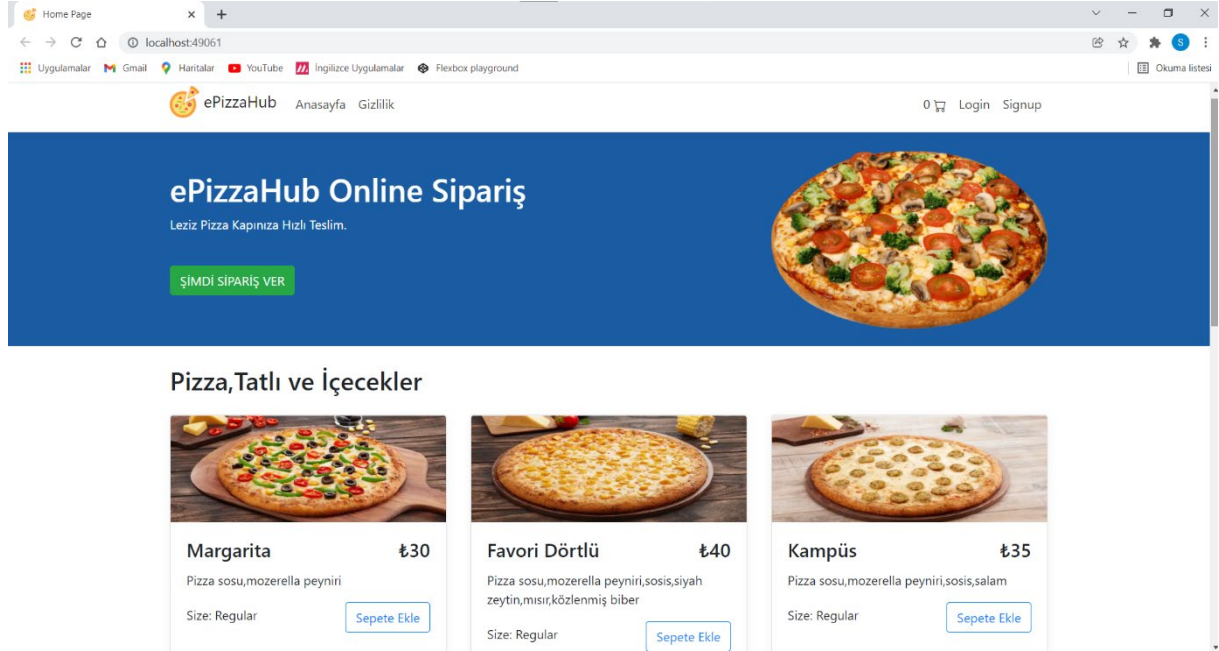 Home Page
localhost:49061
S
Uygulamalar Gmail Haritalar YouTube İngilizce Uygulamalar Flexbox playground Okuma listesi
ePizzaHub Anasayfa Gizlilik 0 Login Signup
ePizzaHub Online Sipariş
Leziz Pizza Kapınıza Hızlı Teslim.
ŞİMDİ SİPARİŞ VER
Pizza,Tatlı ve İçecekler
Margarita ₺30
Pizza sosu,mozerella peyniri
Size: Regular Sepete Ekle
Favori Dörtlü ₺40
Pizza sosu,mozerella peyniri,sosis,siyah
zeytin,mısır,közlenmiş biber
Size: Regular Sepete Ekle
Kampüs ₺35
Pizza sosu,mozerella peyniri,sosis,salam
Size: Regular Sepete Ekle